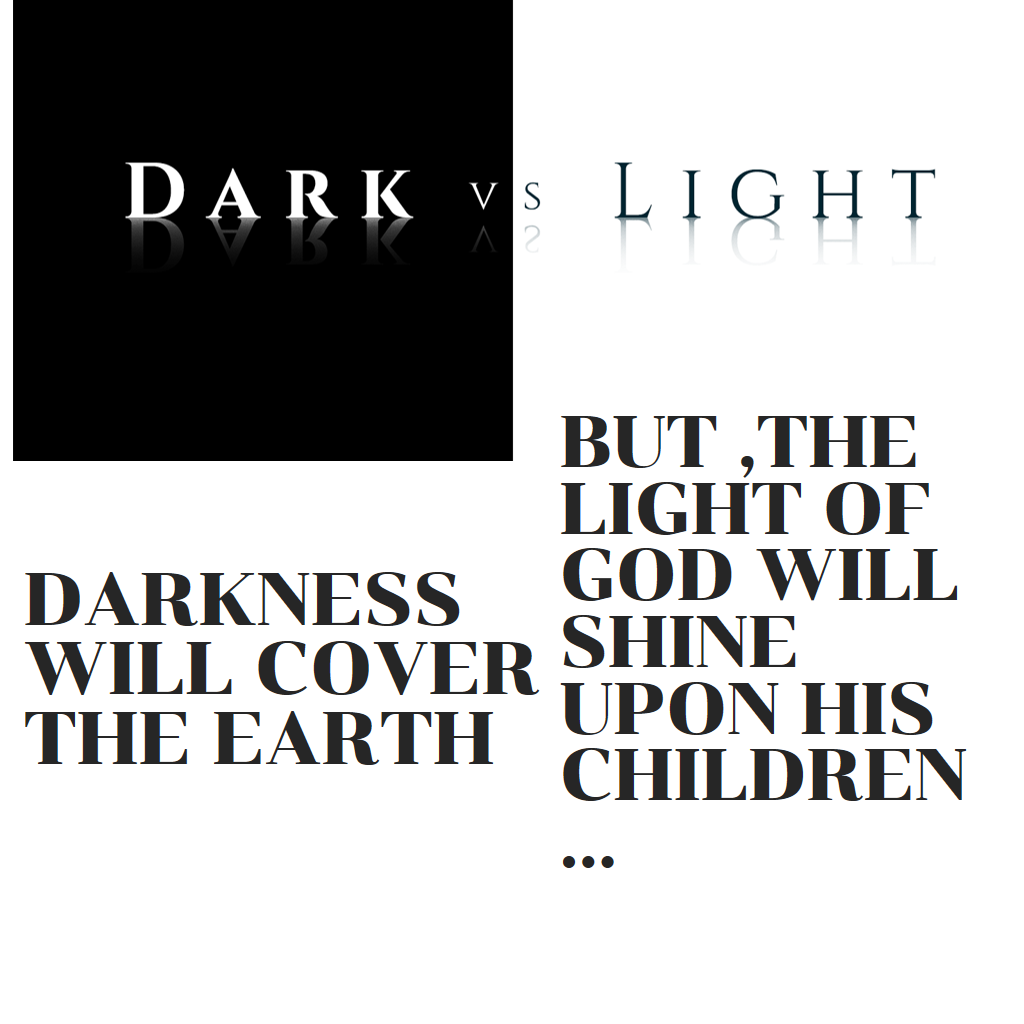 DARK VS LIGHT
DARKNESS
WILL COVER
THE EARTH
BUT ,THE
LIGHT OF
GOD WILL
SHINE
UPON HIS
CHILDREN
...